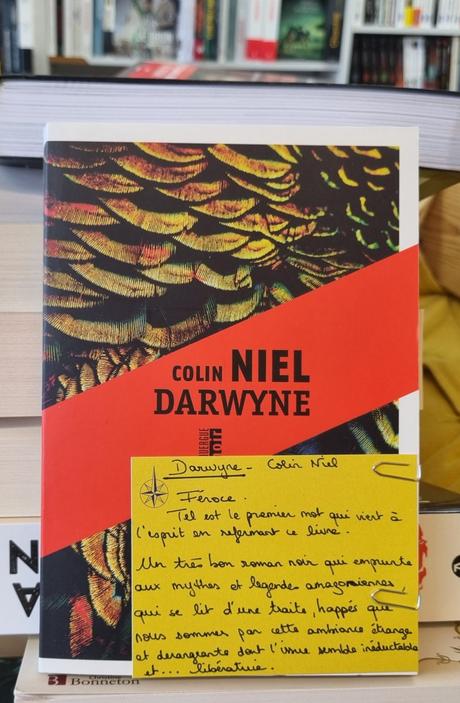 COLIN NIEL
DARWYNE
Darwyne - Colin Niel
Féroce.
Tel est le premier mot qui vient à
l'esprit en refermant ce livre.
Un très bon roman noir qui emprunte
aux mythes et légende amazoniennes,
qui se lit d'une traite, happés que
nous sommes par cette ambiance étrange
et dérangeante dont l'issue semble inéluctable
et... libératrice.
3 Bonneton